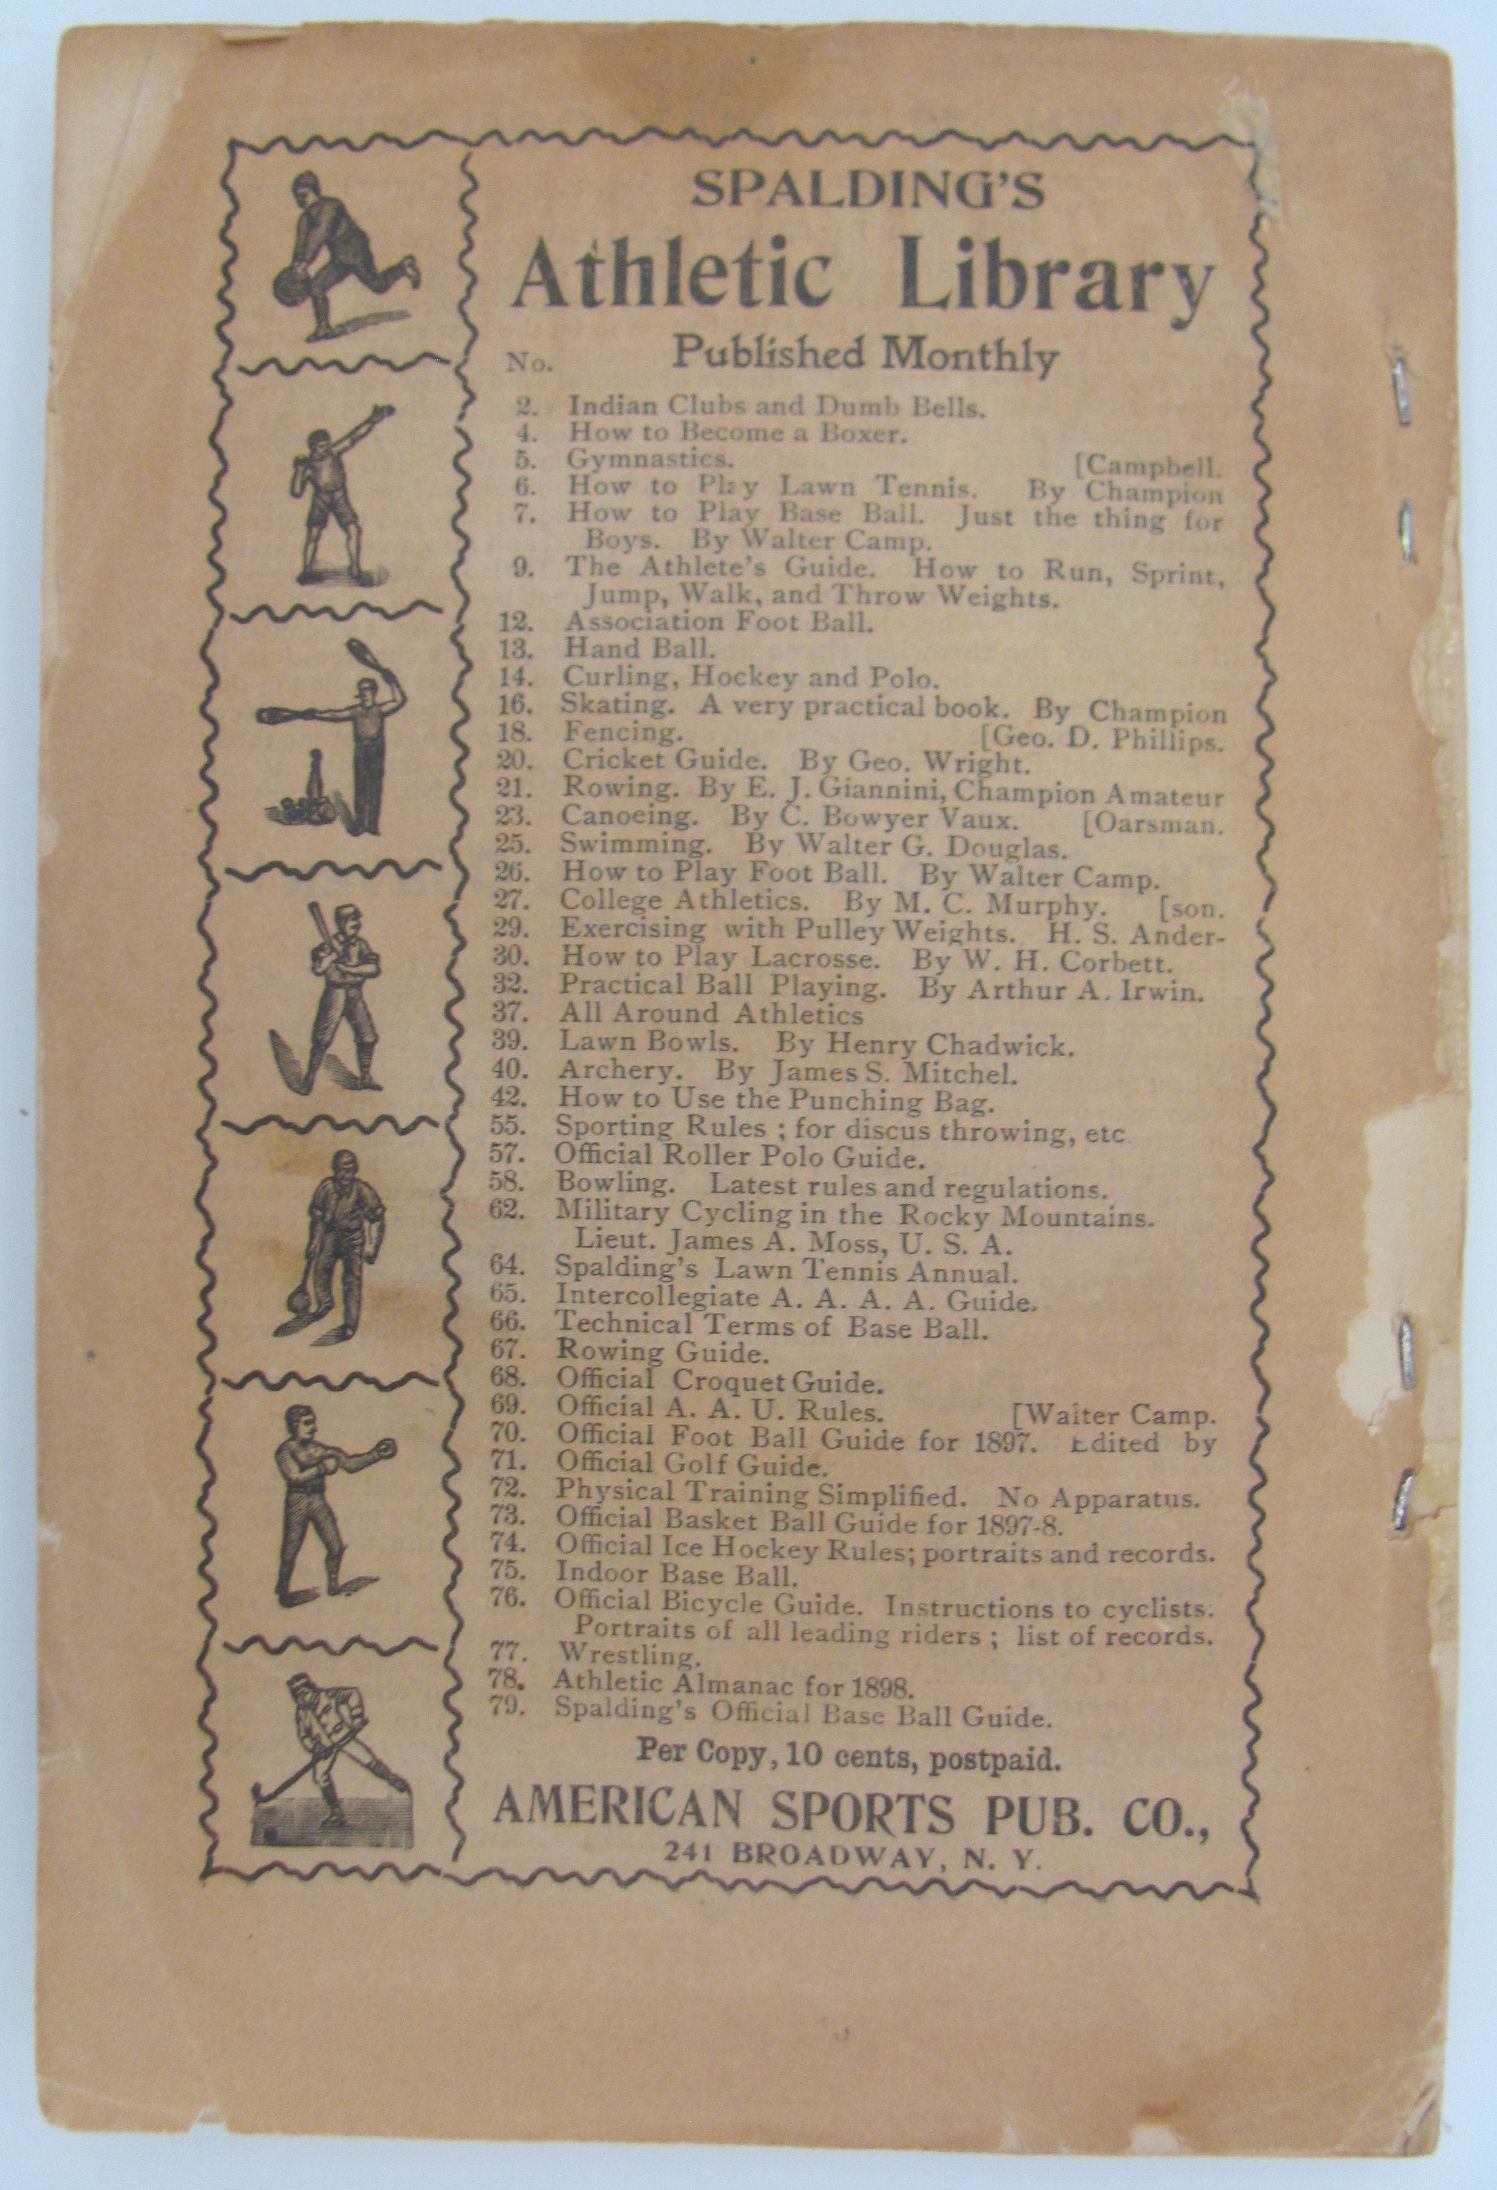 SPALDING'S
Athletic Library
No. Published Monthly
2. Indian Clubs and Dumb Bells.
4. How to Become a Boxer.
5. Gymnastics. [Campbell.
6. How to Play Lawn Tennis. By Champion
7. How to Play Base Ball. Just the thing for
Boys. By Walter Camp.
9. The Athlete's Guide. How to Run, Sprint,
Jump, Walk, and Throw Weights.
12. Association Foot Ball.
13. Hand Ball.
14. Curling, Hockey and Polo.
16. Skating. A very practical book. By Champion
18. Fencing. [Geo. D. Phillips.
20. Cricket Guide. By Geo. Wright.
21. Rowing. By E. J. Giannini, Champion Amateur
23. Canoeing. By C. Bowyer Vaux. [Oarsman.
25. Swimming. By Walter G. Douglas.
26. How to Play Foot Ball. By Walter Camp.
27. College Athletics. By M. C. Murphy. [son.
29. Exercising with Pulley Weights. H. S. Ander-
30. How to Play Lacrosse. By W. H. Corbett.
32. Practical Ball Playing. By Arthur A. Irwin.
37. All Around Athletics
39. Lawn Bowls. By Henry Chadwick.
40. Archery. By James S. Mitchel.
42. How to Use the Punching Bag.
55. Sporting Rules ; for discus throwing, etc
57. Official Roller Polo Guide.
58. Bowling. Latest rules and regulations.
62. Military Cycling in the Rocky Mountains.
Lieut. James A. Moss, U. S. A.
64. Spalding's Lawn Tennis Annual.
65. Intercollegiate A. A. A. A. Guide.
66. Technical Terms of Base Ball.
67. Rowing Guide.
68. Official Croquet Guide.
69. Official A. A. U. Rules. [Walter Camp.
70. Official Foot Ball Guide for 1897. Edited by
71. Official Golf Guide.
72. Physical Training Simplified. No Apparatus.
73. Official Basket Ball Guide for 1897-8.
74. Official Ice Hockey Rules; portraits and records.
75. Indoor Base Ball.
76. Official Bicycle Guide. Instructions to cyclists.
Portraits of all leading riders ; list of records.
77. Wrestling.
78. Athletic Almanac for 1898.
79. Spalding's Official Base Ball Guide.
Per Copy, 10 cents, postpaid.
AMERICAN SPORTS PUB. CO.,
241 BROADWAY, N. Y.